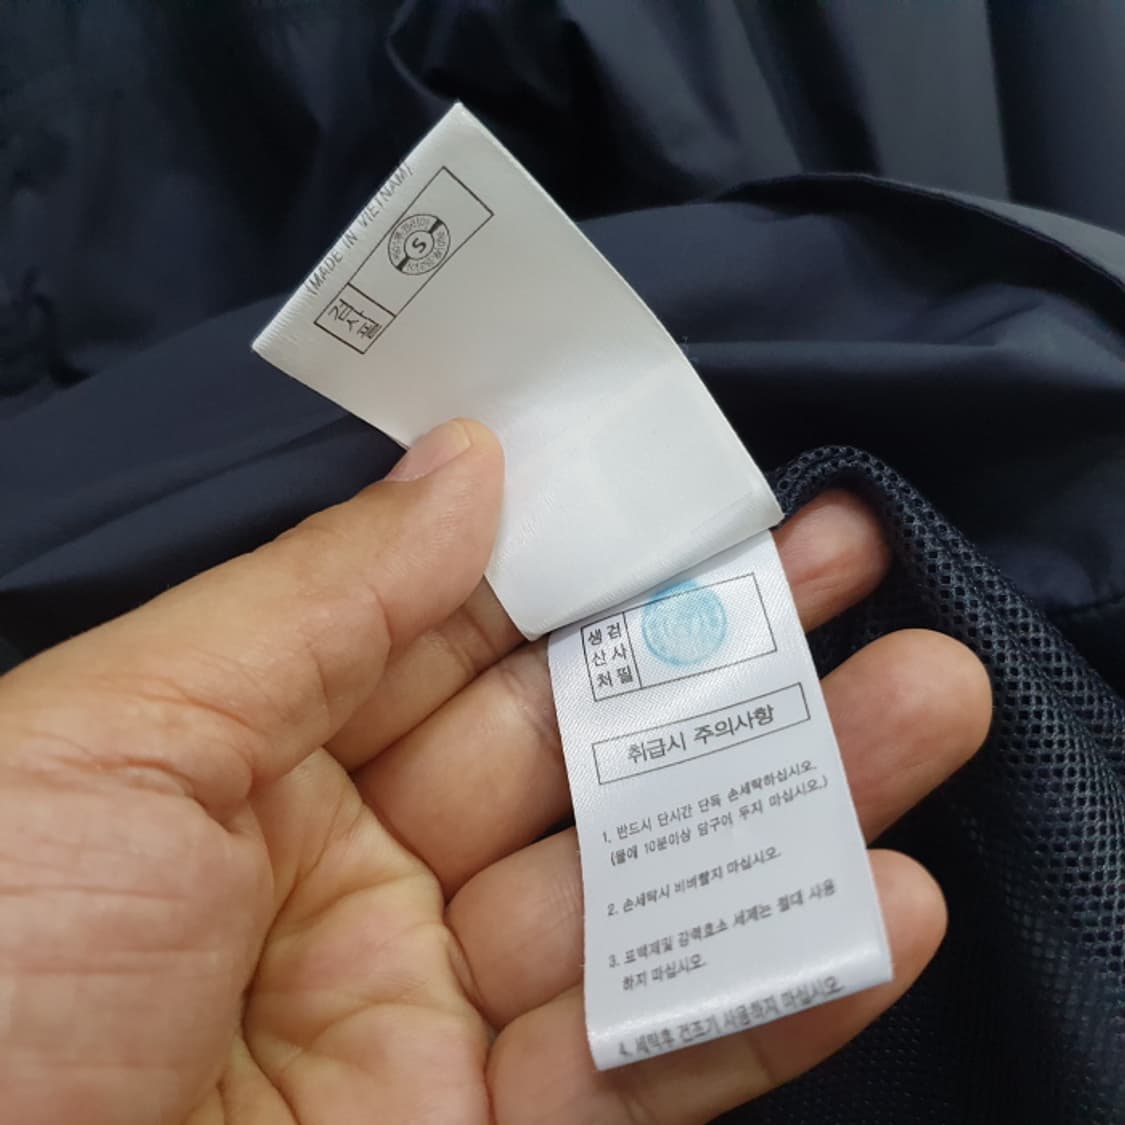 (MADE IN VIETNAM)
검사필
S
생산처
검사필
취급시 주의사항
1. 반드시 단시간 단독 손세탁하십시오.
(물에 10분이상 담구어 두지 마십시오.)
2. 손세탁시 비벼빨지 마십시오.
3. 표백제및 강력효소 세제는 절대 사용
하지 마십시오.
4. 세탁후 건조기 사용하지 마십시오.